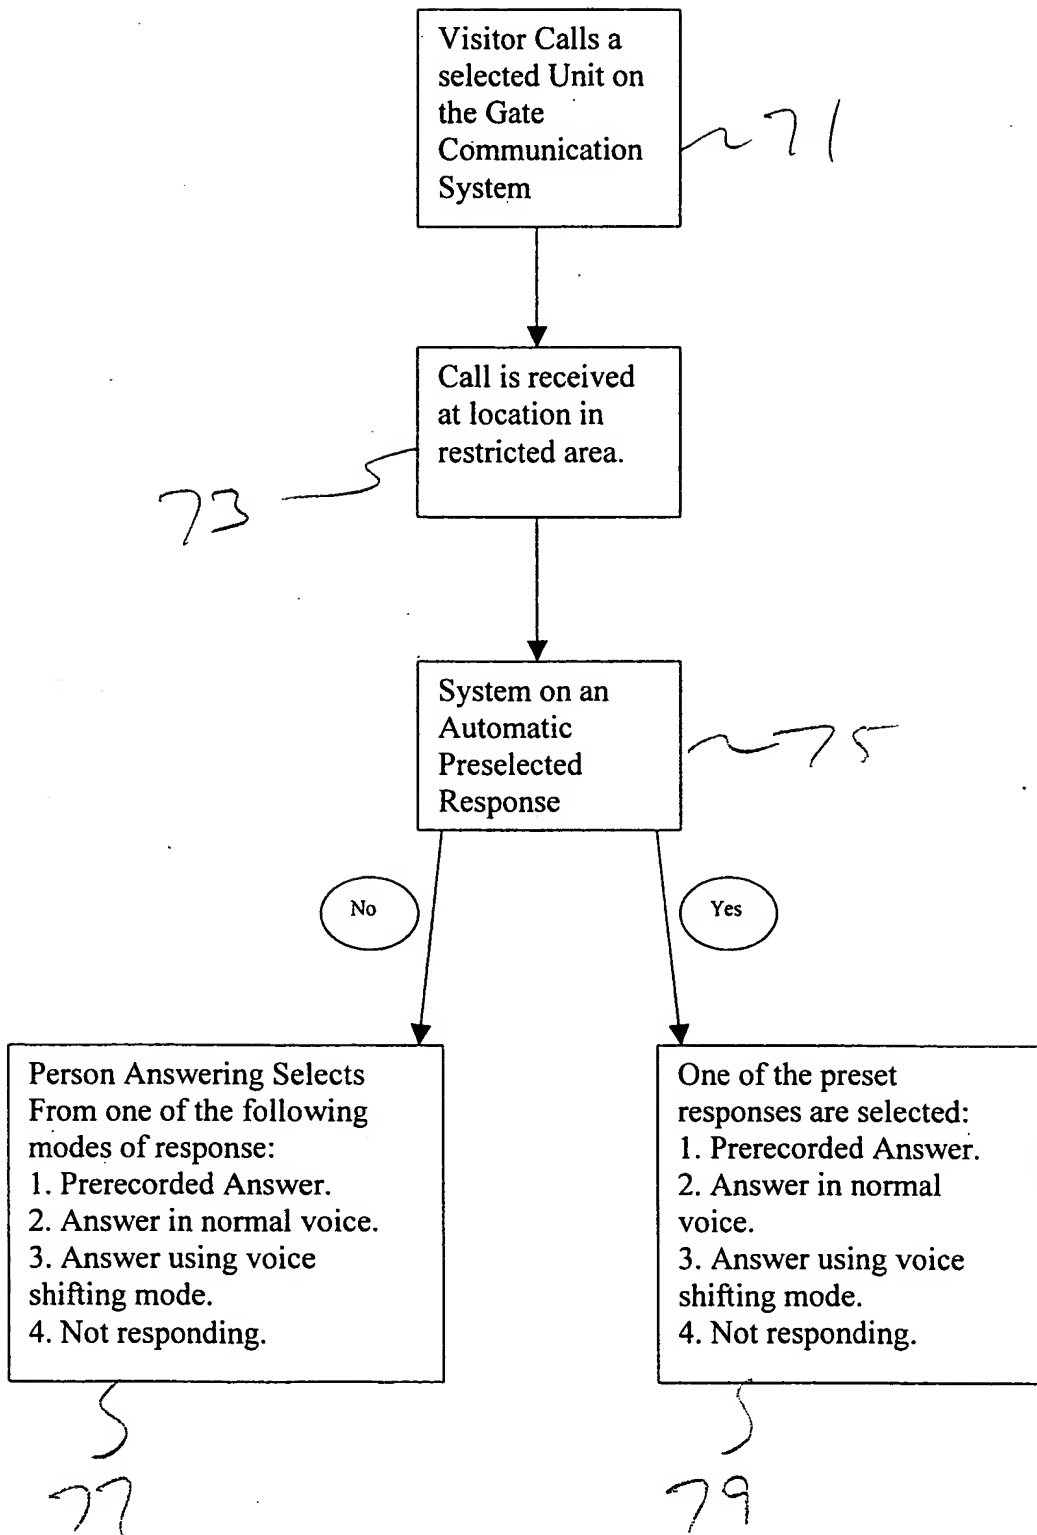 Visitor Calls a
selected Unit on
the Gate
Communication
System
71
Call is received
at location in
restricted area.
73
System on an
Automatic
Preselected
Response
75
No
Yes
Person Answering Selects
From one of the following
modes of response:
1. Prerecorded Answer.
2. Answer in normal voice.
3. Answer using voice
shifting mode.
4. Not responding.
77
One of the preset
responses are selected:
1. Prerecorded Answer.
2. Answer in normal
voice.
3. Answer using voice
shifting mode.
4. Not responding.
79